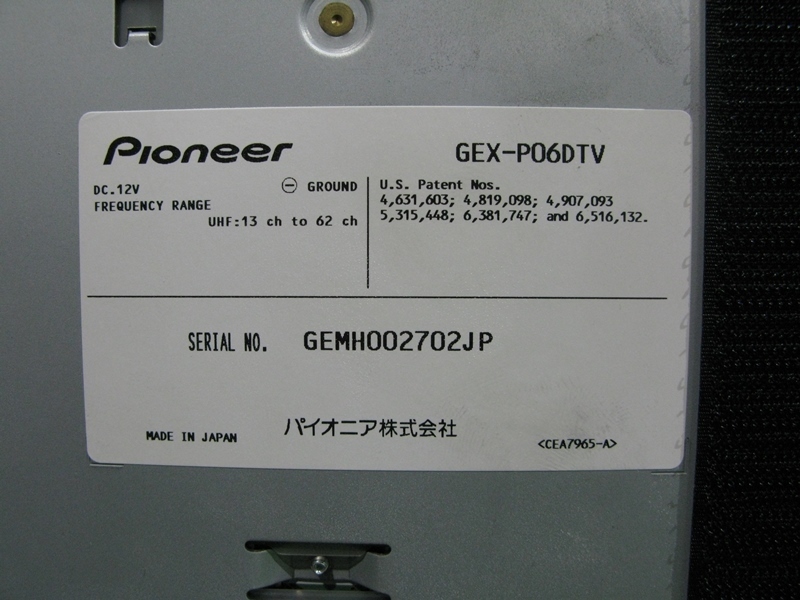 Pioneer
GEX-P06DTV
DC.12V
⊖ GROUND
FREQUENCY RANGE
UHF:13 ch to 62 ch
U.S. Patent Nos.
4,631,603; 4,819,098; 4,907,093
5,315,448; 6,381,747; and 6,516,132.
SERIAL NO. GEMH002702JP
MADE IN JAPAN
パイオニア株式会社
<CEA7965-A>